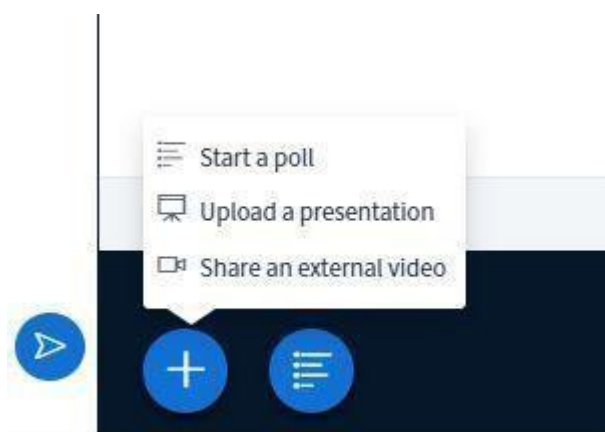 Start a poll
Upload a presentation
Share an external video